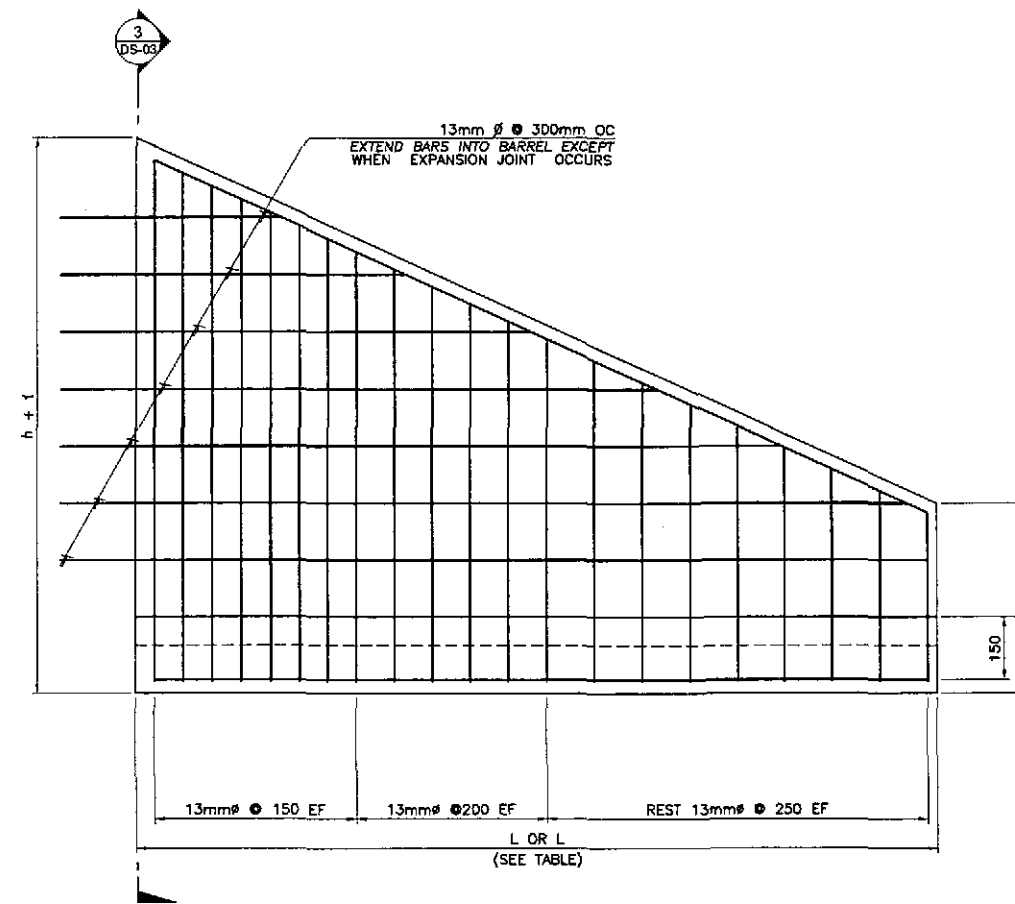 3
DS-03
13mm Ø @ 300mm OC
EXTEND BARS INTO BARREL EXCEPT
WHEN EXPANSION JOINT OCCURS
h + t
150
13mmø @ 150 EF
13mmø @200 EF
REST 13mmø @ 250 EF
L OR L
(SEE TABLE)